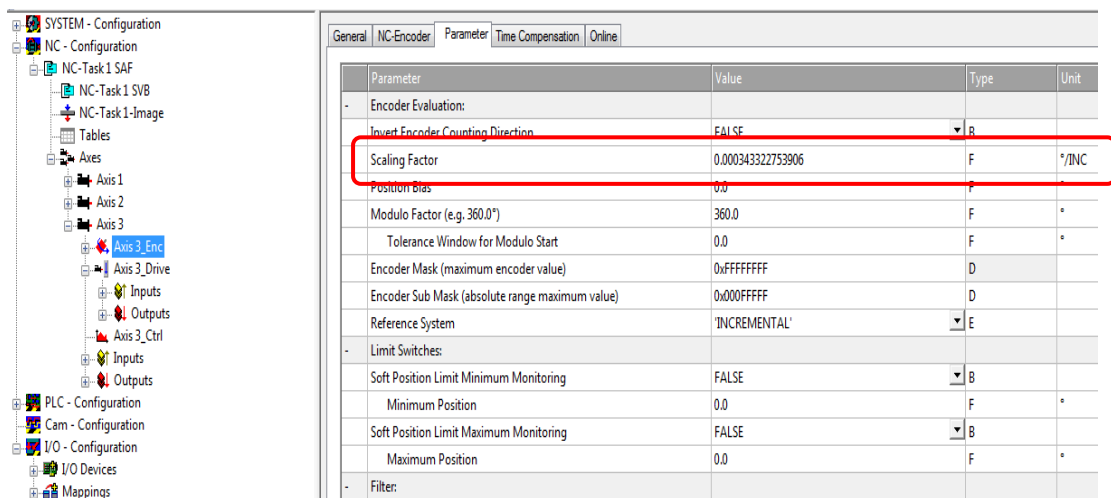 SYSTEM - Configuration
NC - Configuration
NC-Task 1 SAF
NC-Task 1 SVB
NC-Task 1-Image
Tables
Axes
Axis 1
Axis 2
Axis 3
Axis 3_Enc
Axis 3_Drive
Inputs
Outputs
Axis 3_Ctrl
Inputs
Outputs
PLC - Configuration
Cam - Configuration
I/O - Configuration
I/O Devices
Mappings
General NC-Encoder Parameter Time Compensation Online
Parameter Value Type Unit
- Encoder Evaluation:
Invert Encoder Counting Direction FALSE B
Scaling Factor 0.000343322753906 F °/INC
Position Bias 0.0 F °
Modulo Factor (e.g. 360.0°) 360.0 F °
Tolerance Window for Modulo Start 0.0 F °
Encoder Mask (maximum encoder value) 0xFFFFFFFF D
Encoder Sub Mask (absolute range maximum value) 0x000FFFFF D
Reference System 'INCREMENTAL' E
- Limit Switches:
Soft Position Limit Minimum Monitoring FALSE B
Minimum Position 0.0 F °
Soft Position Limit Maximum Monitoring FALSE B
Maximum Position 0.0 F °
- Filter: